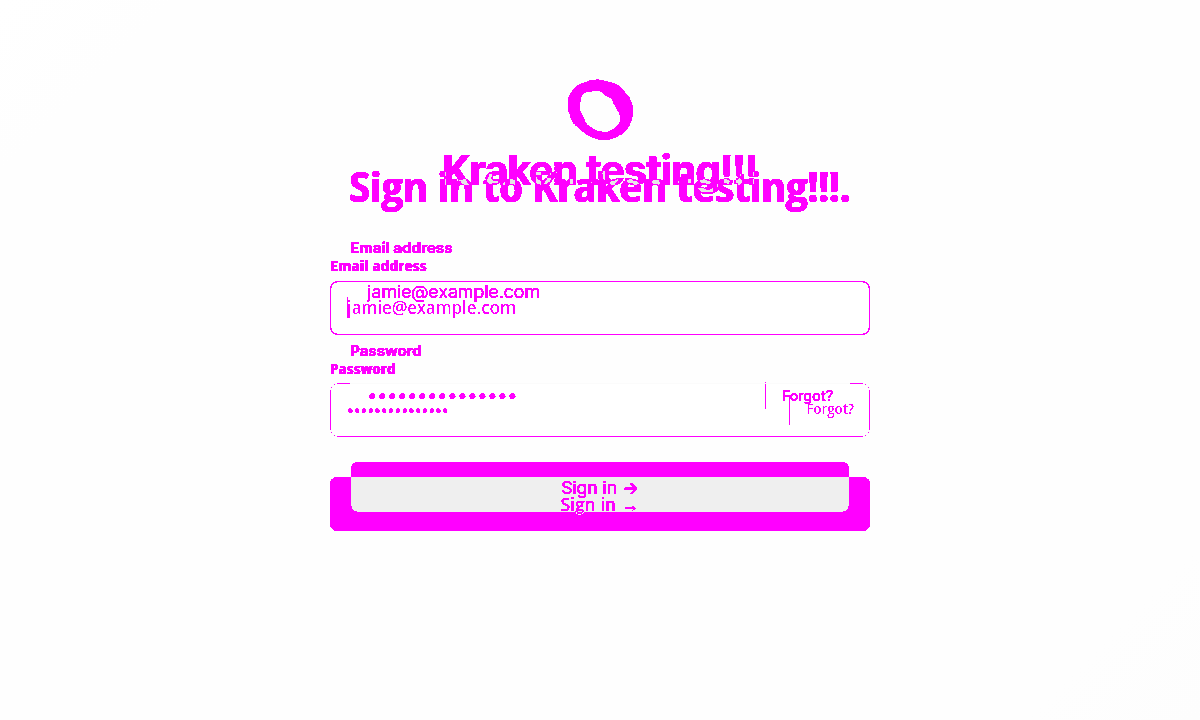 Kraken testing!!!
Sign in to Kraken testing!!!.
Email address
Email address
jamie@example.com
jamie@example.com
Password
Password
Forgot?
Forgot?
Sign in →
Sign in →